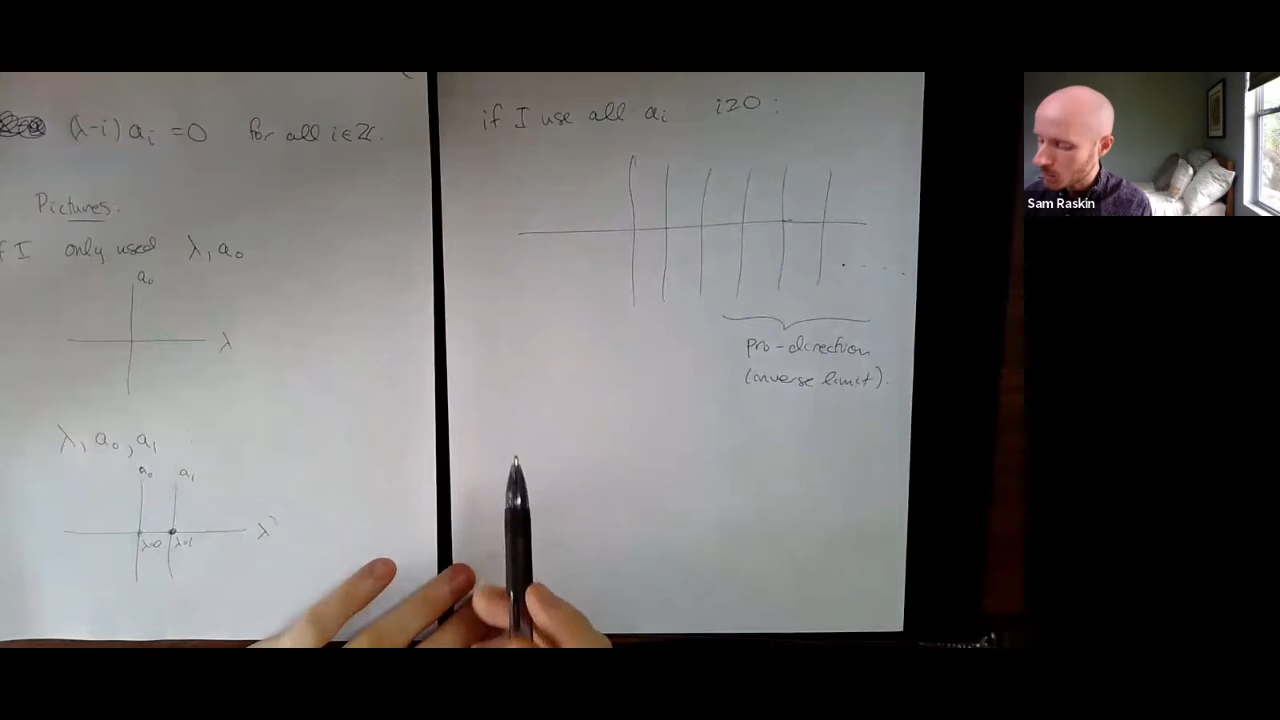 (λ-i) a_i = 0 for all i∈ℤ.
Pictures.
if I only used λ, a_0
a_0
λ
λ, a_0, a_1
a_0 a_1
λ
λ=0 λ=1
if I use all a_i i≥0 :
. . . . .
pro-direction
(inverse limit).
Sam Raskin